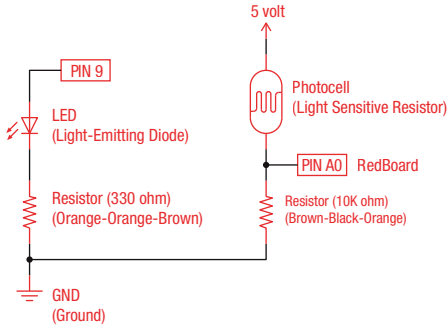 5 volt
PIN 9
Photocell
(Light Sensitive Resistor)
LED
(Light-Emitting Diode)
PIN A0 RedBoard
Resistor (330 ohm)
(Orange-Orange-Brown)
Resistor (10K ohm)
(Brown-Black-Orange)
GND
(Ground)